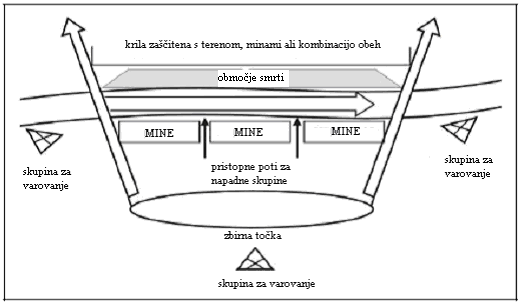 krila zaščitena s terenom, minami ali kombinacijo obeh
območje smrti
MINE
MINE
MINE
skupina za
varovanje
pristopne poti za
napadne skupine
skupina za
varovanje
zbirna točka
skupina za varovanje